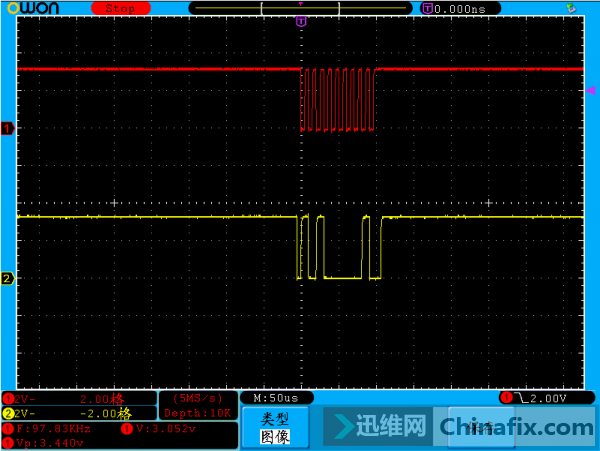 OWON Stop T 0.000ns
T
1
2
1 2V- 2.00格 (5MS/s) M:50us 1 2.00V
2 2V- -2.00格 Depth:10K
1 F:97.83KHz 1 V:3.052v
1 Vp:3.440v
类型
图像
迅维网 Chinafix.com